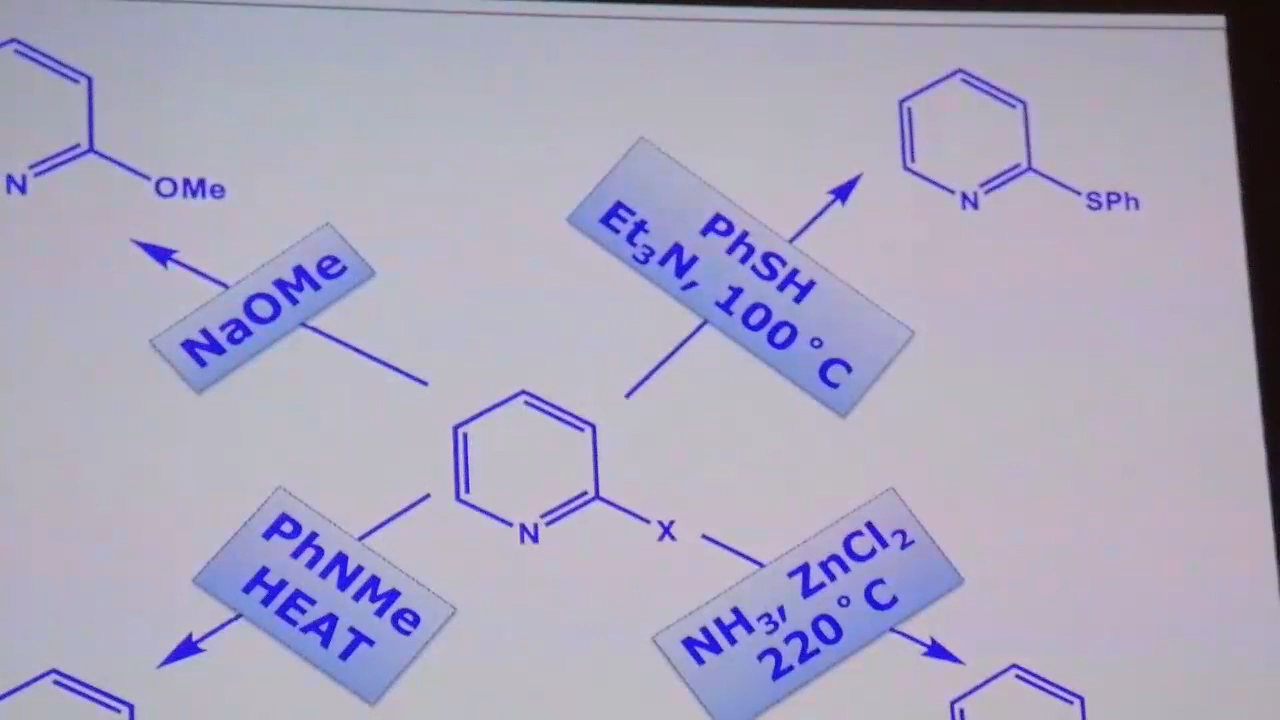 N
OMe
N
SPh
NaOMe
PhSH
Et₃N, 100°C
N
X
PhNMe
HEAT
NH₃, ZnCl₂
220°C